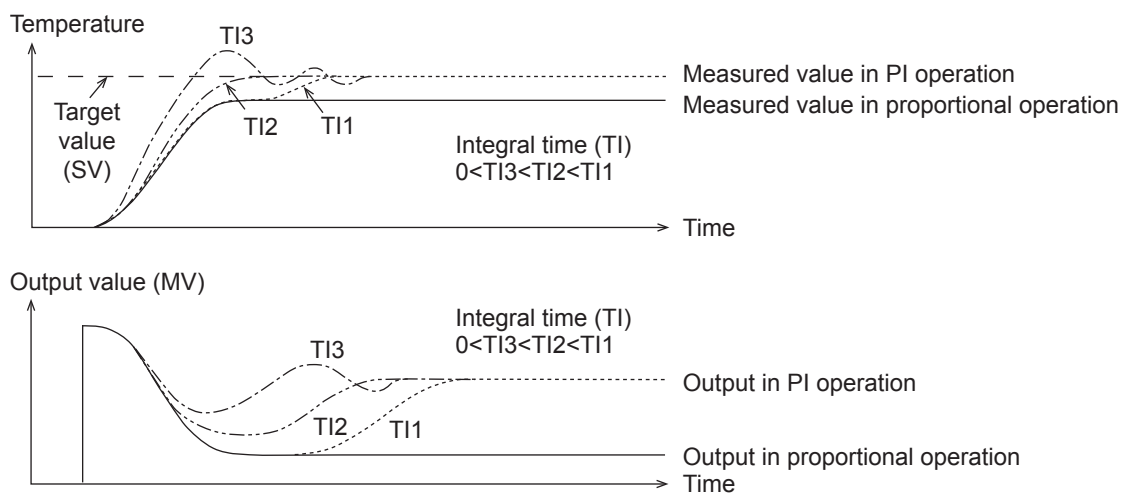 Temperature
TI3
Measured value in PI operation
Measured value in proportional operation
Target
value
(SV)
TI2
TI1
Integral time (TI)
0<TI3<TI2<TI1
Time
Output value (MV)
Integral time (TI)
0<TI3<TI2<TI1
TI3
Output in PI operation
TI2
TI1
Output in proportional operation
Time